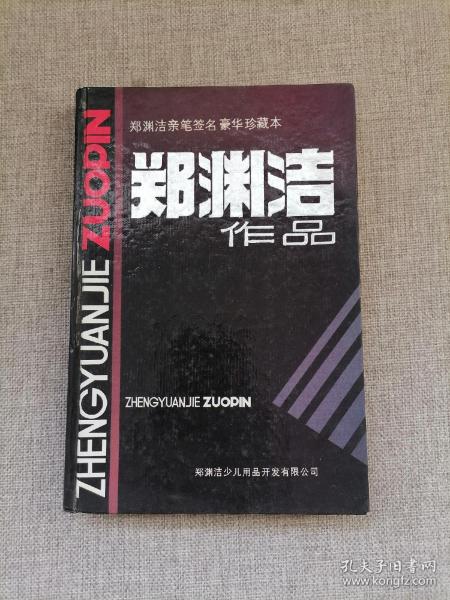 郑渊洁亲笔签名豪华珍藏本
郑渊洁
作品
ZHENGYUANJIE ZUOPIN
ZHENGYUANJIE ZUOPIN
郑渊洁少儿用品开发有限公司
孔夫子旧书网
www.kongfz.com